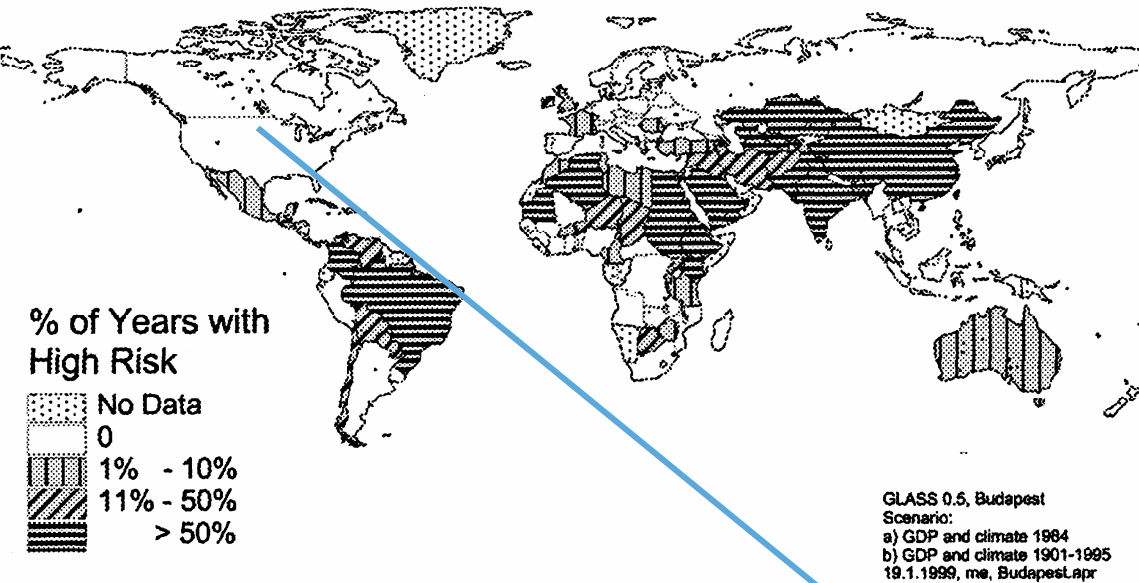 % of Years with
High Risk
No Data
0
1% - 10%
11% - 50%
> 50%
GLASS 0.5, Budapest
Scenario:
a) GDP and climate 1984
b) GDP and climate 1901-1995
19.1.1999, me, Budapest.apr